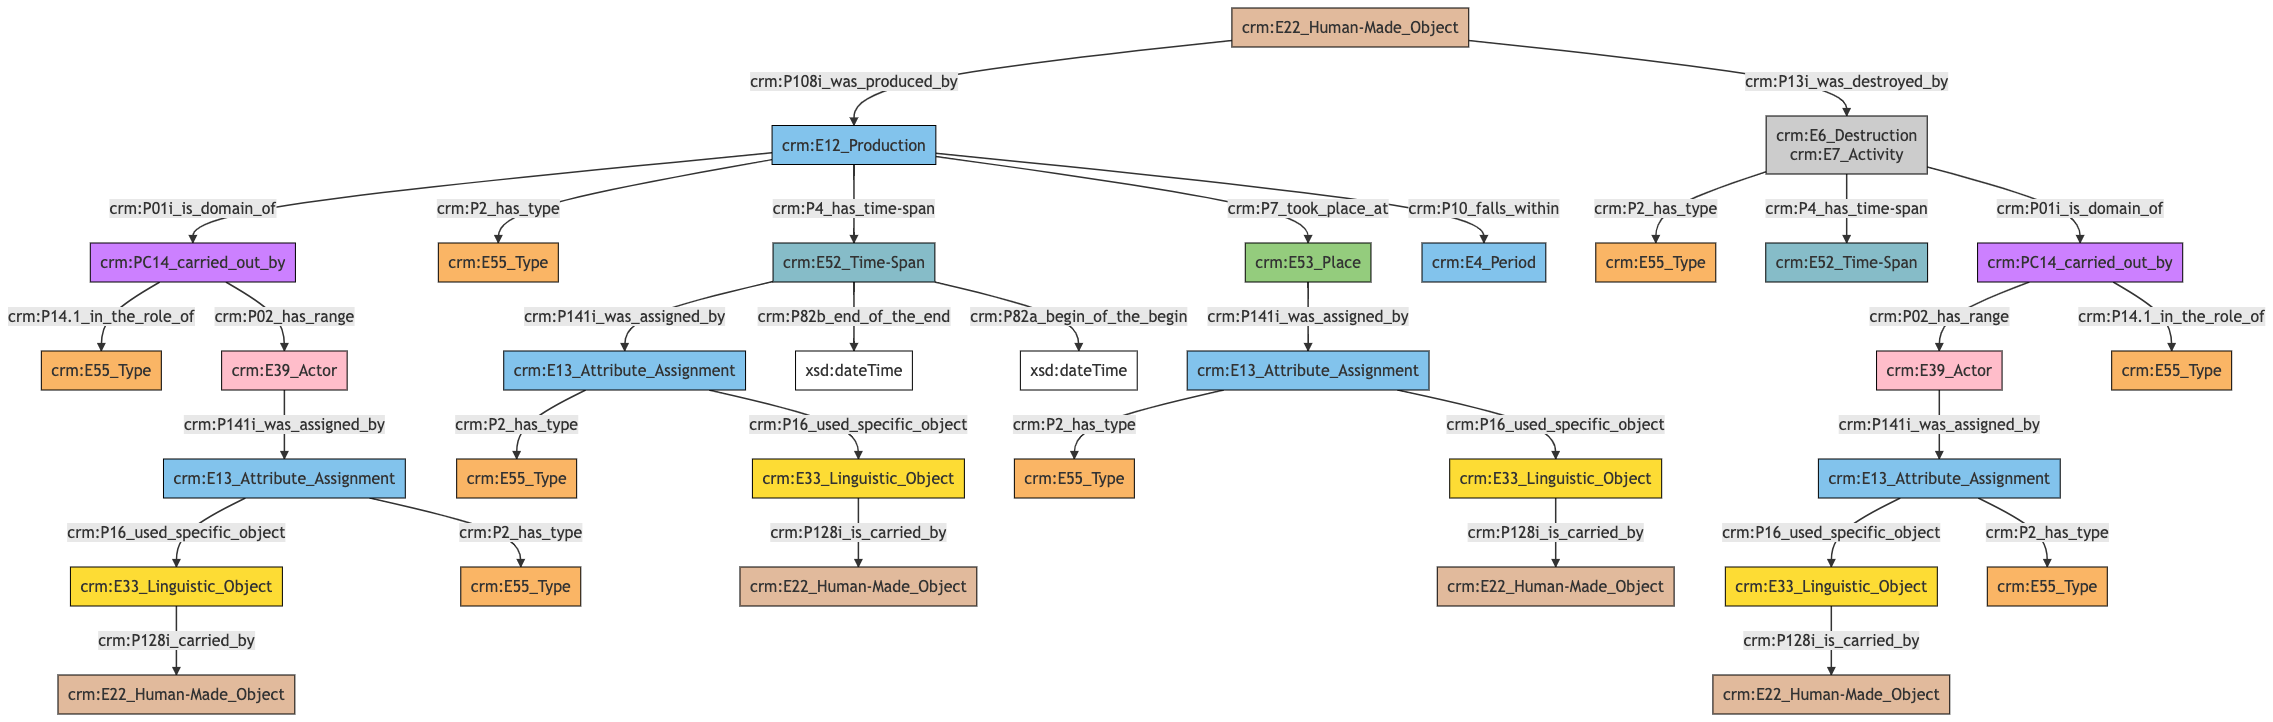 crm:E22_Human-Made_Object
crm:P108i_was_produced_by
crm:P13i_was_destroyed_by
crm:E12_Production
crm:E6_Destruction
crm:E7_Activity
crm:P01i_is_domain_of
crm:P2_has_type
crm:P4_has_time-span
crm:P7_took_place_at
crm:P10_falls_within
crm:P2_has_type
crm:P4_has_time-span
crm:P01i_is_domain_of
crm:PC14_carried_out_by
crm:E55_Type
crm:E52_Time-Span
crm:E53_Place
crm:E4_Period
crm:E55_Type
crm:E52_Time-Span
crm:PC14_carried_out_by
crm:P14.1_in_the_role_of
crm:P02_has_range
crm:P141i_was_assigned_by
crm:P82b_end_of_the_end
crm:P82a_begin_of_the_begin
crm:P141i_was_assigned_by
crm:P02_has_range
crm:P14.1_in_the_role_of
crm:E55_Type
crm:E39_Actor
crm:E13_Attribute_Assignment
xsd:dateTime
xsd:dateTime
crm:E13_Attribute_Assignment
crm:E39_Actor
crm:E55_Type
crm:P141i_was_assigned_by
crm:P2_has_type
crm:P16_used_specific_object
crm:P2_has_type
crm:P16_used_specific_object
crm:P141i_was_assigned_by
crm:E13_Attribute_Assignment
crm:E55_Type
crm:E33_Linguistic_Object
crm:E55_Type
crm:E33_Linguistic_Object
crm:E13_Attribute_Assignment
crm:P16_used_specific_object
crm:P2_has_type
crm:P128i_is_carried_by
crm:P128i_is_carried_by
crm:P16_used_specific_object
crm:P2_has_type
crm:E33_Linguistic_Object
crm:E55_Type
crm:E22_Human-Made_Object
crm:E22_Human-Made_Object
crm:E33_Linguistic_Object
crm:E55_Type
crm:P128i_carried_by
crm:P128i_is_carried_by
crm:E22_Human-Made_Object
crm:E22_Human-Made_Object